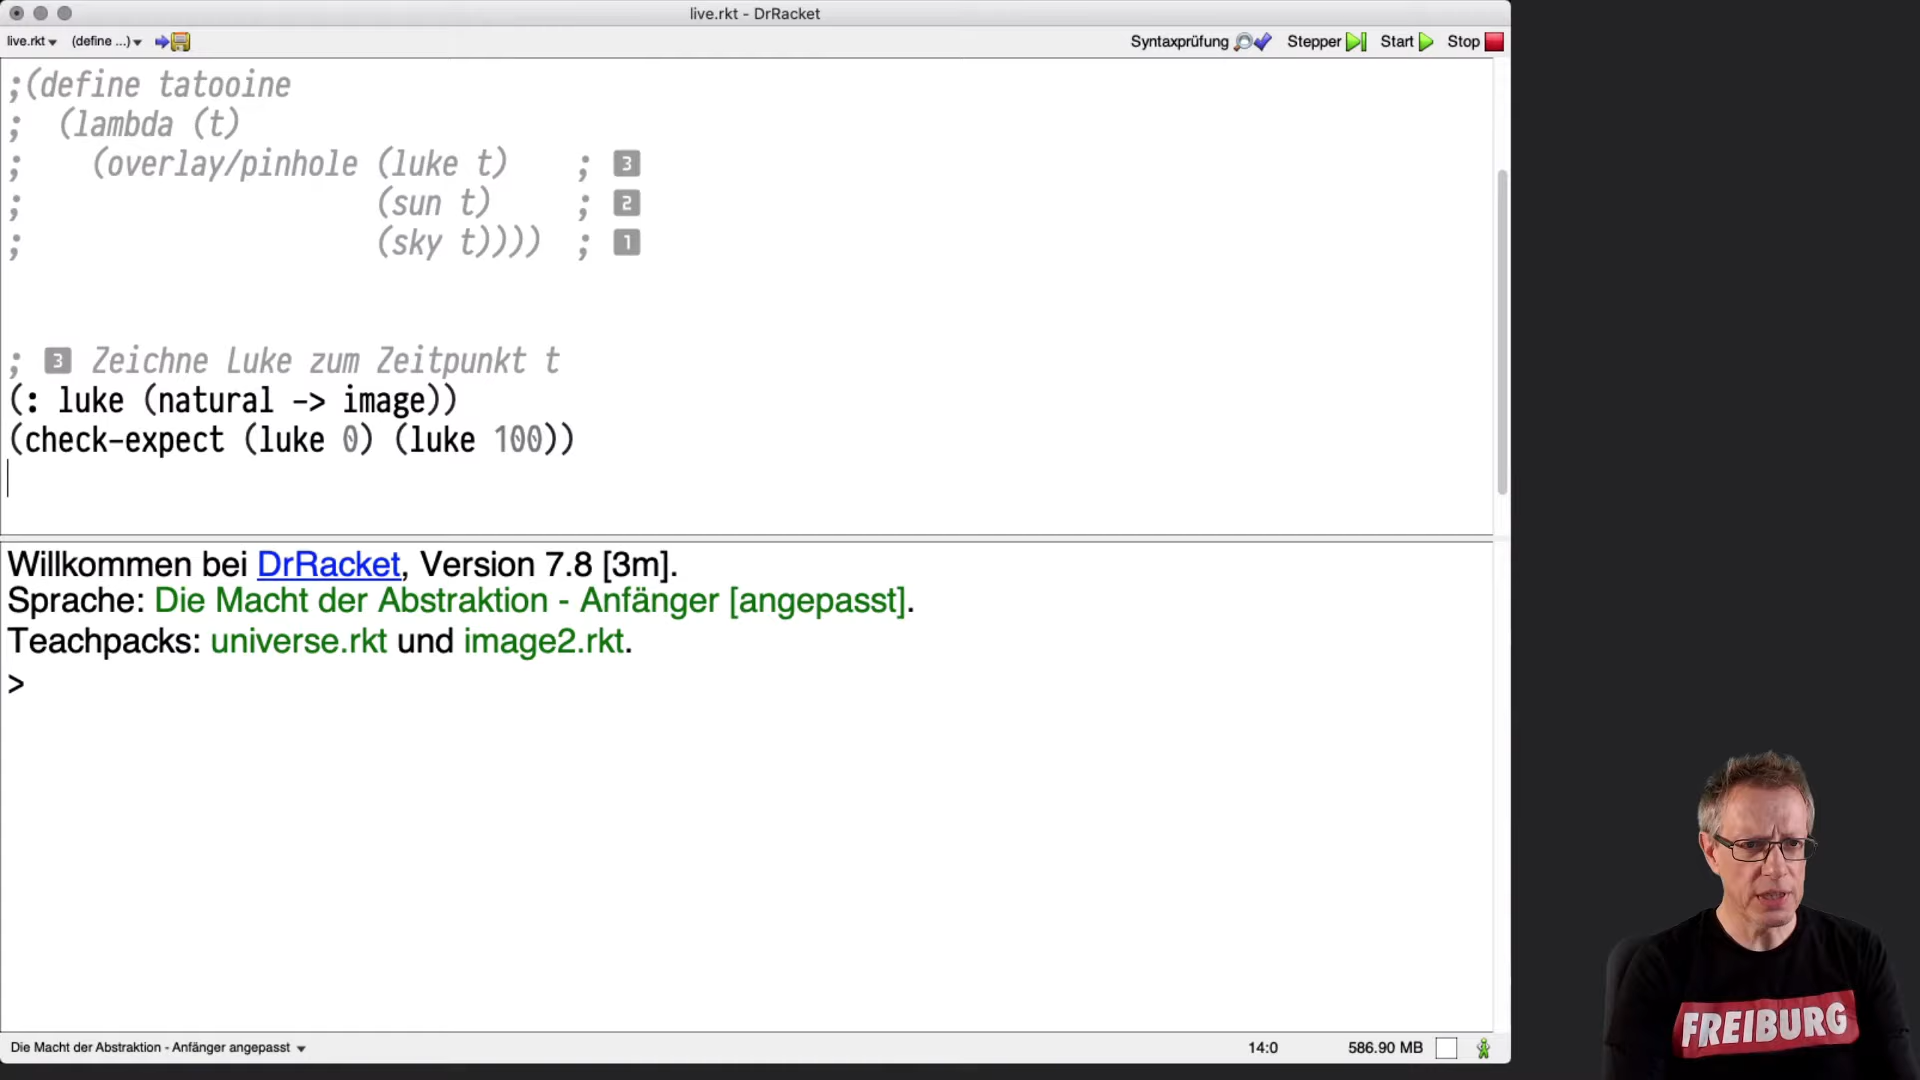 live.rkt - DrRacket
live.rkt (define ...) Syntaxprüfung Stepper Start Stop
;(define tatooine
;  (lambda (t)
;    (overlay/pinhole (luke t)    ; 3
;                     (sun t)     ; 2
;                     (sky t))))  ; 1
; 3 Zeichne Luke zum Zeitpunkt t
(: luke (natural -> image))
(check-expect (luke 0) (luke 100))
Willkommen bei DrRacket, Version 7.8 [3m].
Sprache: Die Macht der Abstraktion - Anfänger [angepasst].
Teachpacks: universe.rkt und image2.rkt.
>
Die Macht der Abstraktion - Anfänger angepasst 14:0 586.90 MB
FREIBURG